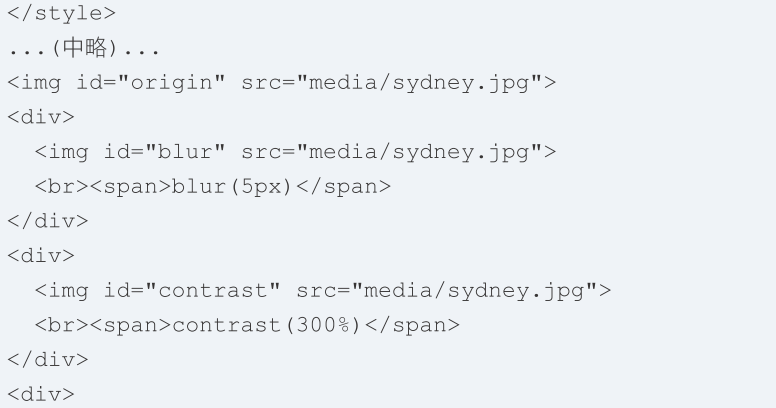 </style>
...(中略)...
<img id="origin" src="media/sydney.jpg">
<div>
  <img id="blur" src="media/sydney.jpg">
  <br><span>blur(5px)</span>
</div>
<div>
  <img id="contrast" src="media/sydney.jpg">
  <br><span>contrast(300%)</span>
</div>
<div>